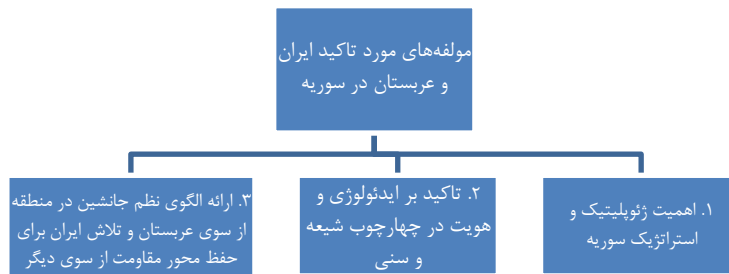 مولفه‌های مورد تاکید ایران
و عربستان در سوریه
۱. اهمیت ژئوپلیتیک و
استراتژیک سوریه
۲. تاکید بر ایدئولوژی و
هویت در چهارچوب شیعه
و سنی
۳. ارائه الگوی نظم جانشین در منطقه
از سوی عربستان و تلاش ایران برای
حفظ محور مقاومت از سوی دیگر